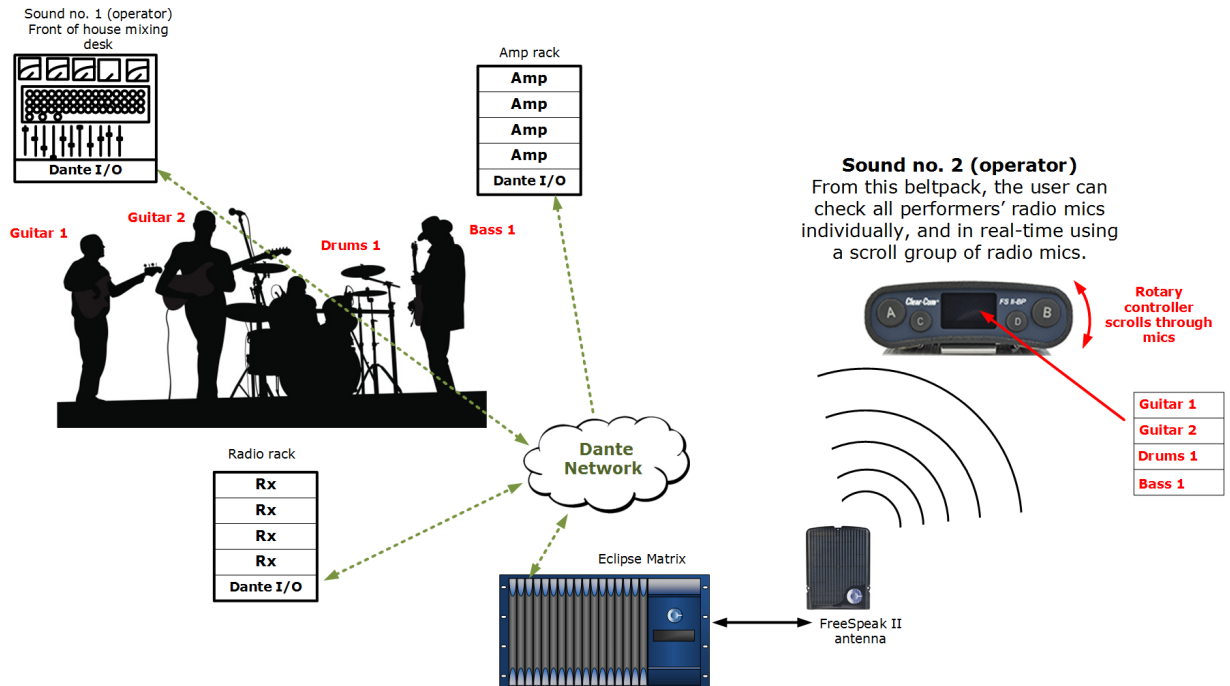 Sound no. 1 (operator)
Front of house mixing
desk
Dante I/O
Amp rack
Amp
Amp
Amp
Amp
Dante I/O
Guitar 1
Guitar 2
Drums 1
Bass 1
Sound no. 2 (operator)
From this beltpack, the user can
check all performers’ radio mics
individually, and in real-time using
a scroll group of radio mics.
A
C
Clear-Com
FS II-BP
D
B
Rotary
controller
scrolls through
mics
Guitar 1
Guitar 2
Drums 1
Bass 1
Dante
Network
Radio rack
Rx
Rx
Rx
Rx
Dante I/O
Eclipse Matrix
FreeSpeak II
antenna